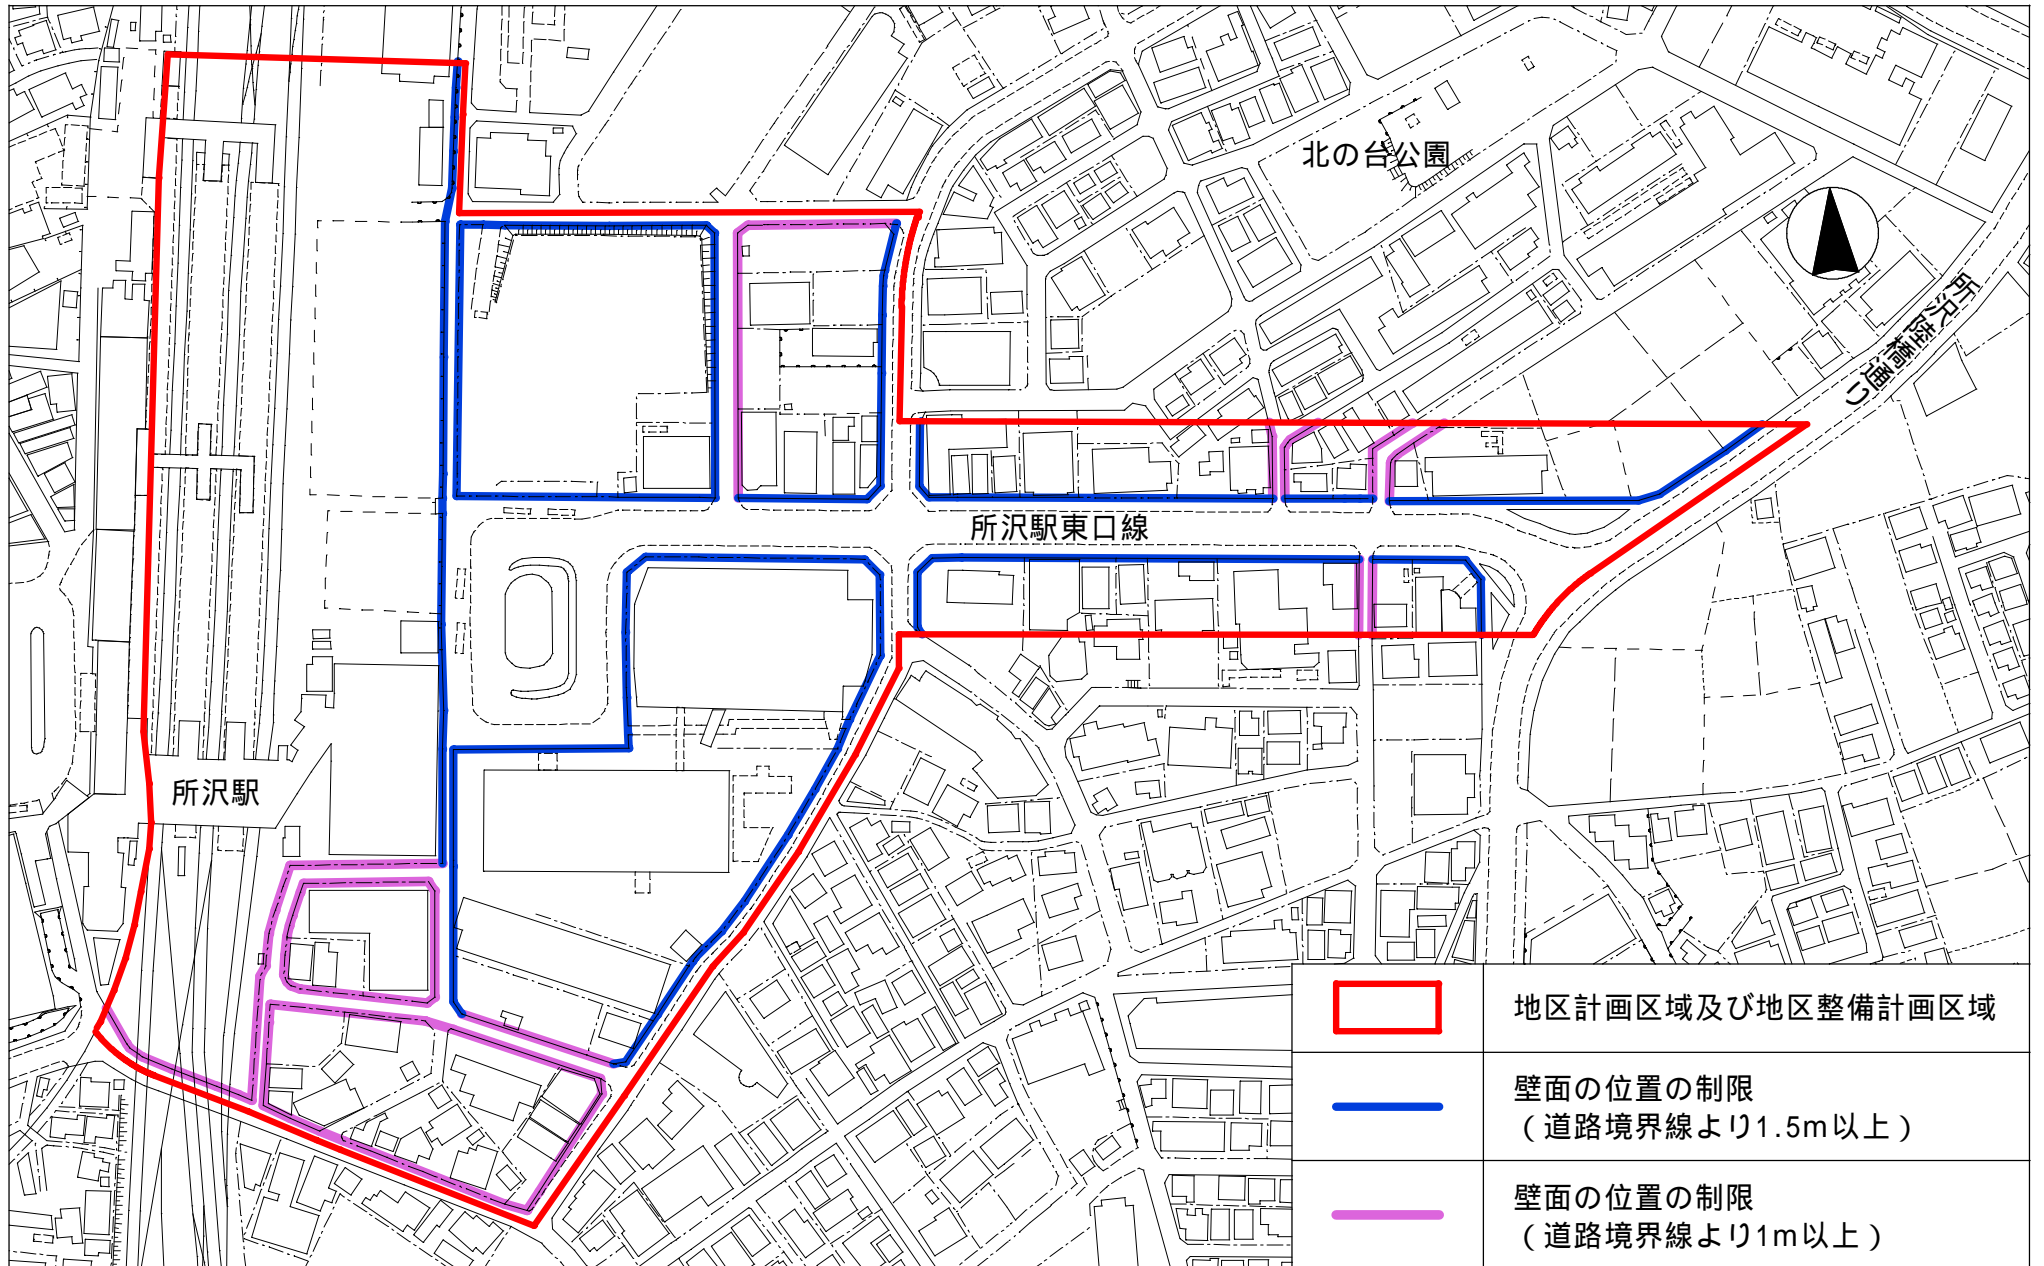 北の台公園
所沢陸橋通り
所沢駅東口線
所沢駅
地区計画区域及び地区整備計画区域
壁面の位置の制限
（道路境界線より1.5m以上）
壁面の位置の制限
（道路境界線より1m以上）